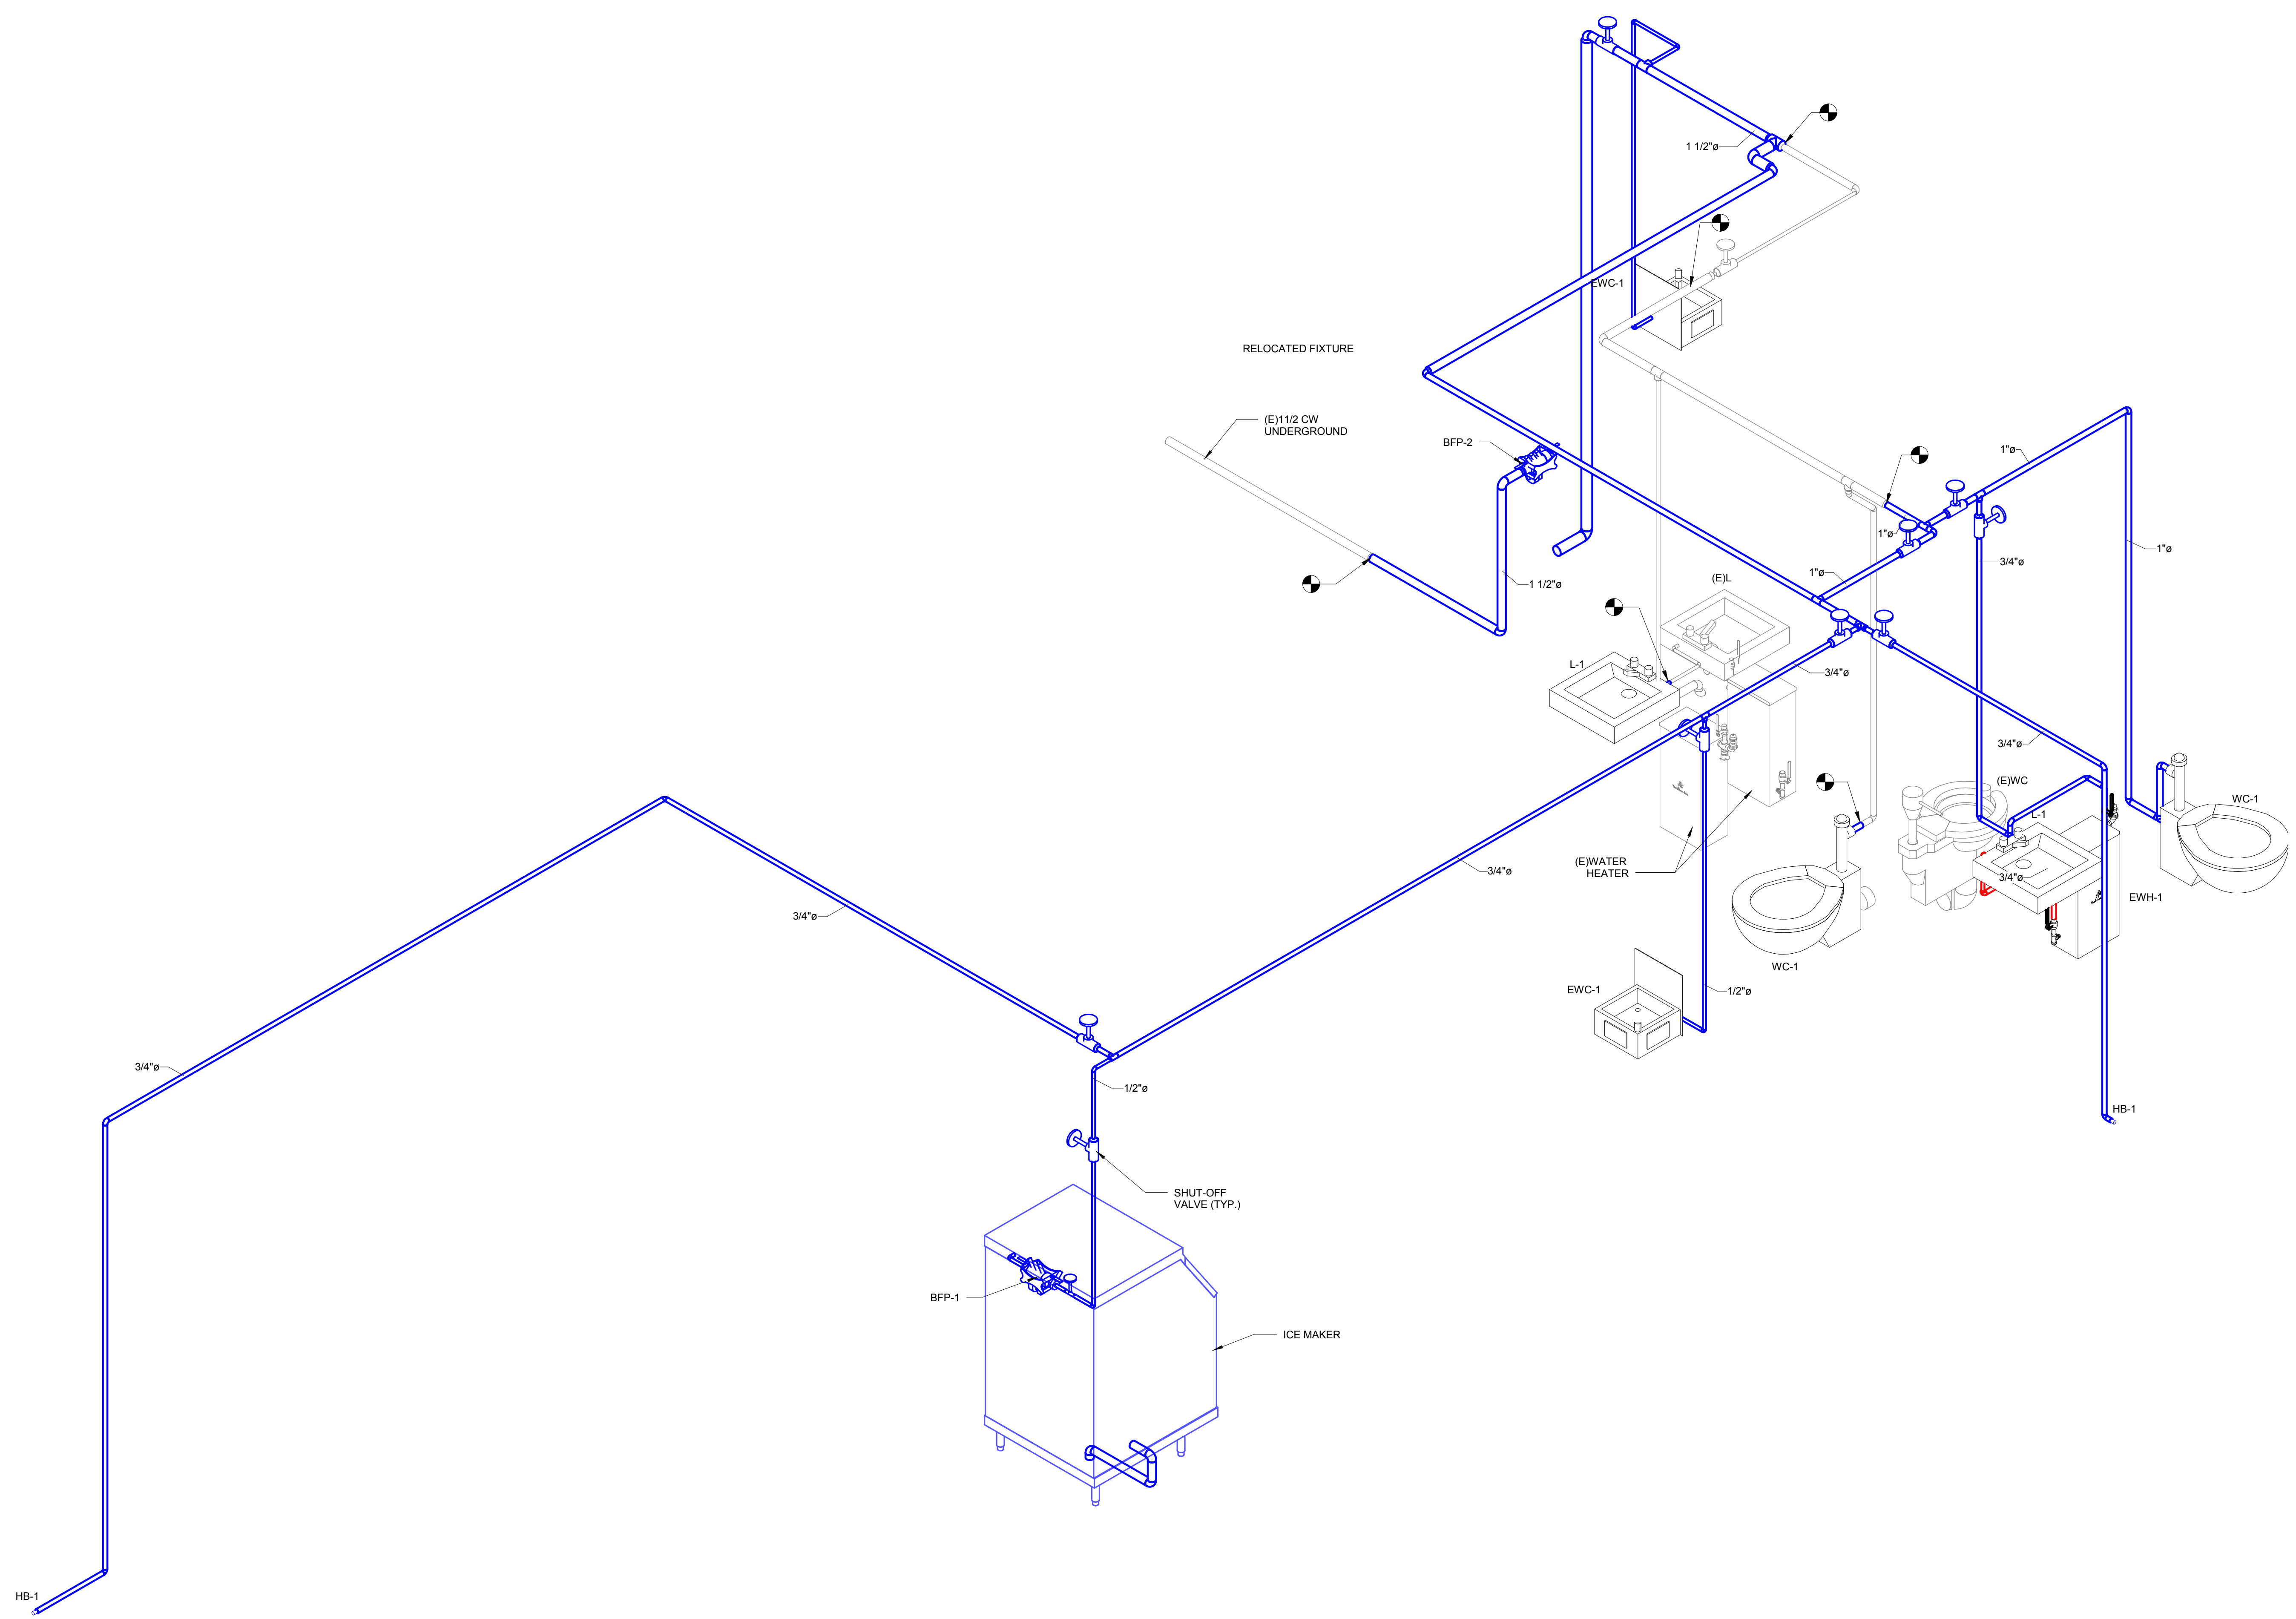 1 1/2"ø
EWC-1
RELOCATED FIXTURE
(E)11/2 CW
UNDERGROUND
BFP-2
1"ø
1"ø
1"ø
3/4"ø
1"ø
(E)L
1 1/2"ø
L-1
3/4"ø
3/4"ø
(E)WC
WC-1
L-1
(E)WATER
HEATER
3/4"ø
3/4"ø
EWH-1
3/4"ø
WC-1
EWC-1
1/2"ø
3/4"ø
1/2"ø
HB-1
SHUT-OFF
VALVE (TYP.)
BFP-1
ICE MAKER
HB-1